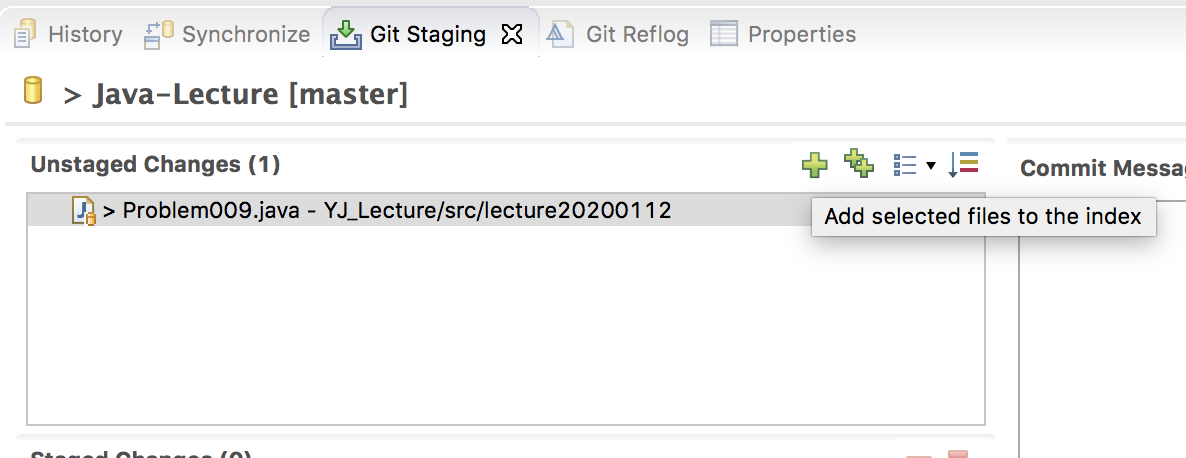 History Synchronize Git Staging Git Reflog Properties
> Java-Lecture [master]
Unstaged Changes (1)
Commit Messa
> Problem009.java - YJ_Lecture/src/lecture20200112
Add selected files to the index
Staged Changes (0)